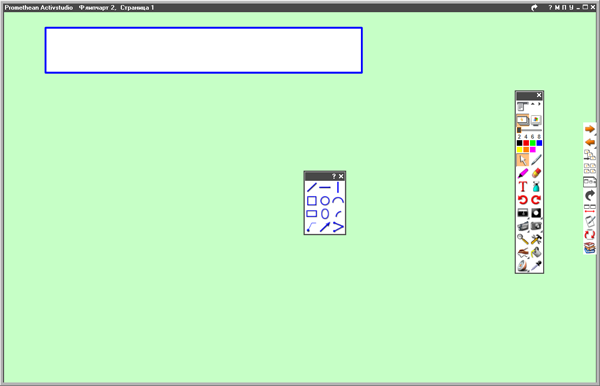 Promethean Activstudio Флипчарт 2, Страница 1
? М П У
?
2 4 6 8
T